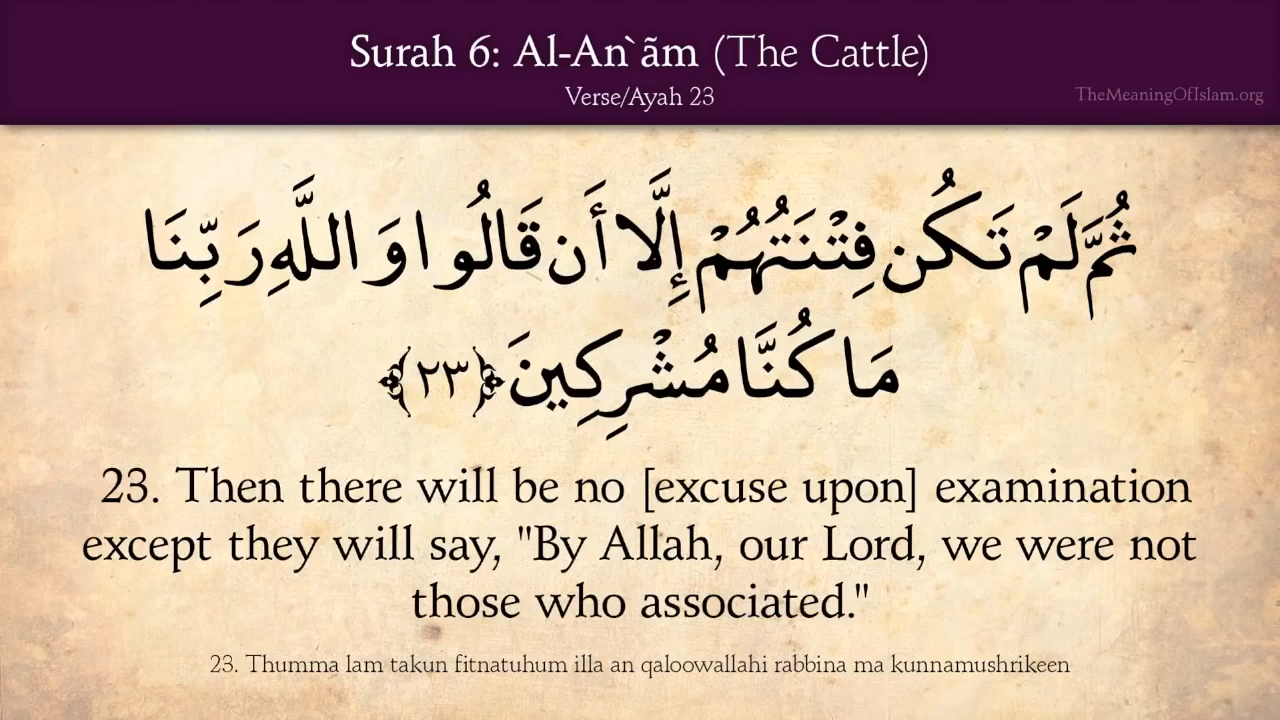 Surah 6: Al-An`ãm (The Cattle)
Verse/Ayah 23
TheMeaningOfIslam.org
ثُمَّ لَمْ تَكُن فِتْنَتُهُمْ إِلَّا أَن قَالُوا وَاللَّهِ رَبِّنَا
مَا كُنَّا مُشْرِكِينَ ﴿٢٣﴾
23. Then there will be no [excuse upon] examination
except they will say, "By Allah, our Lord, we were not
those who associated."
23. Thumma lam takun fitnatuhum illa an qaloowallahi rabbina ma kunnamushrikeen